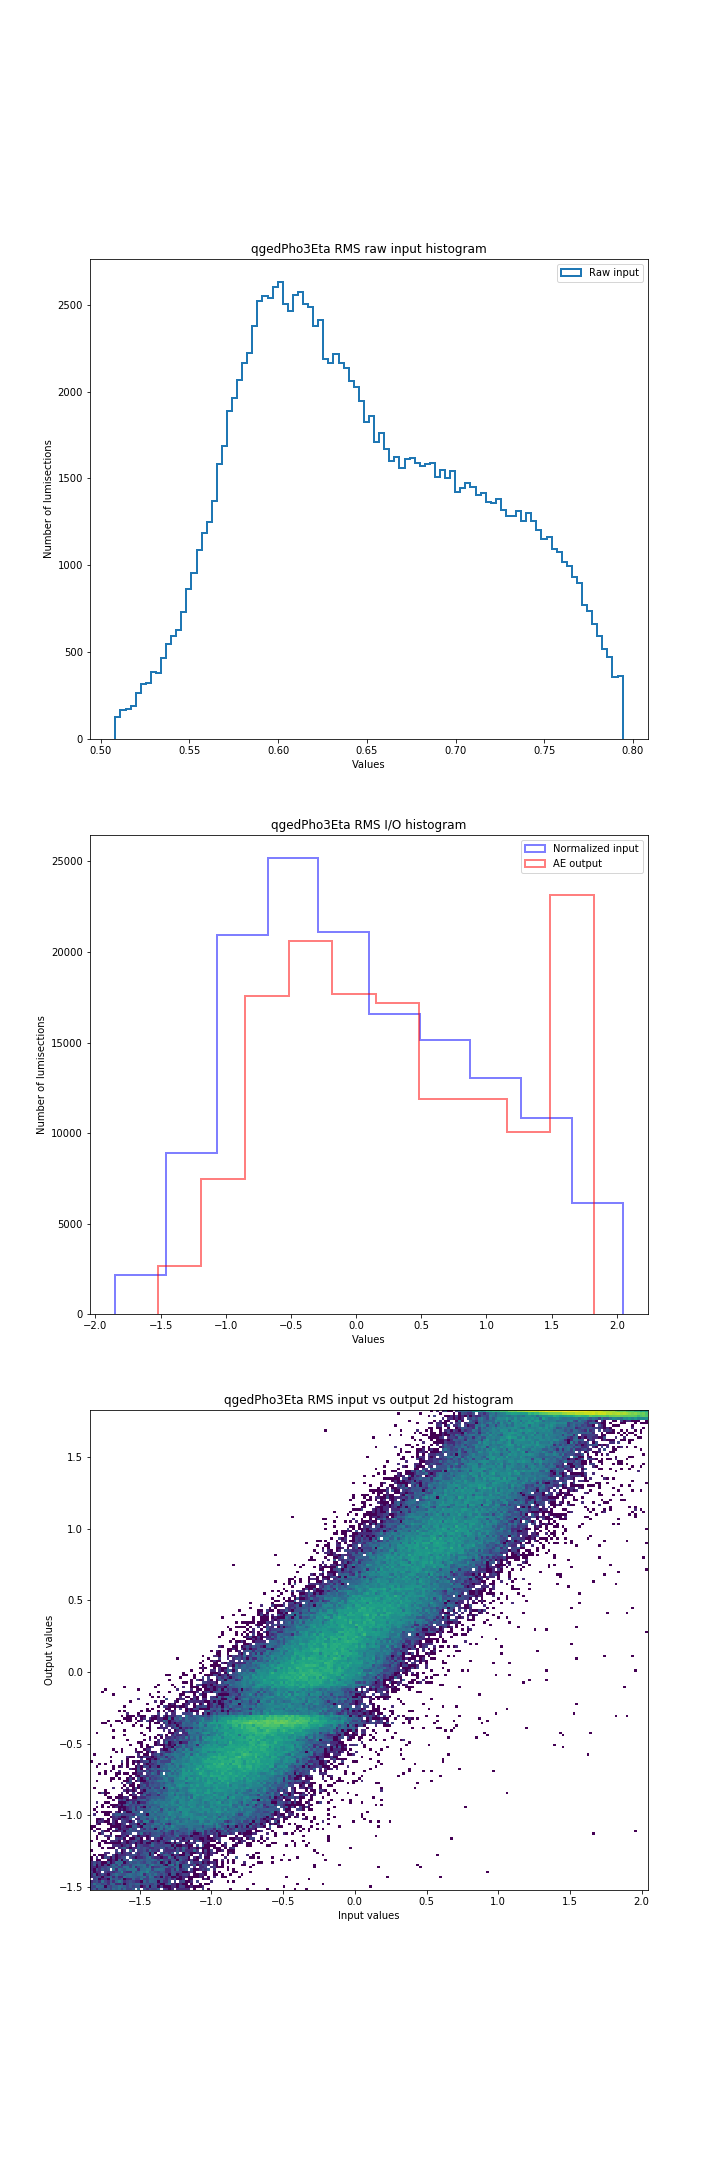 qgedPho3Eta RMS raw input histogram
Raw input
2500
2000
1500
1000
500
0
Number of lumisections
0.50 0.55 0.60 0.65 0.70 0.75 0.80
Values
qgedPho3Eta RMS I/O histogram
Normalized input
AE output
25000
20000
15000
10000
5000
0
Number of lumisections
−2.0 −1.5 −1.0 −0.5 0.0 0.5 1.0 1.5 2.0
Values
qgedPho3Eta RMS input vs output 2d histogram
1.5
1.0
0.5
0.0
−0.5
−1.0
−1.5
Output values
−1.5 −1.0 −0.5 0.0 0.5 1.0 1.5 2.0
Input values